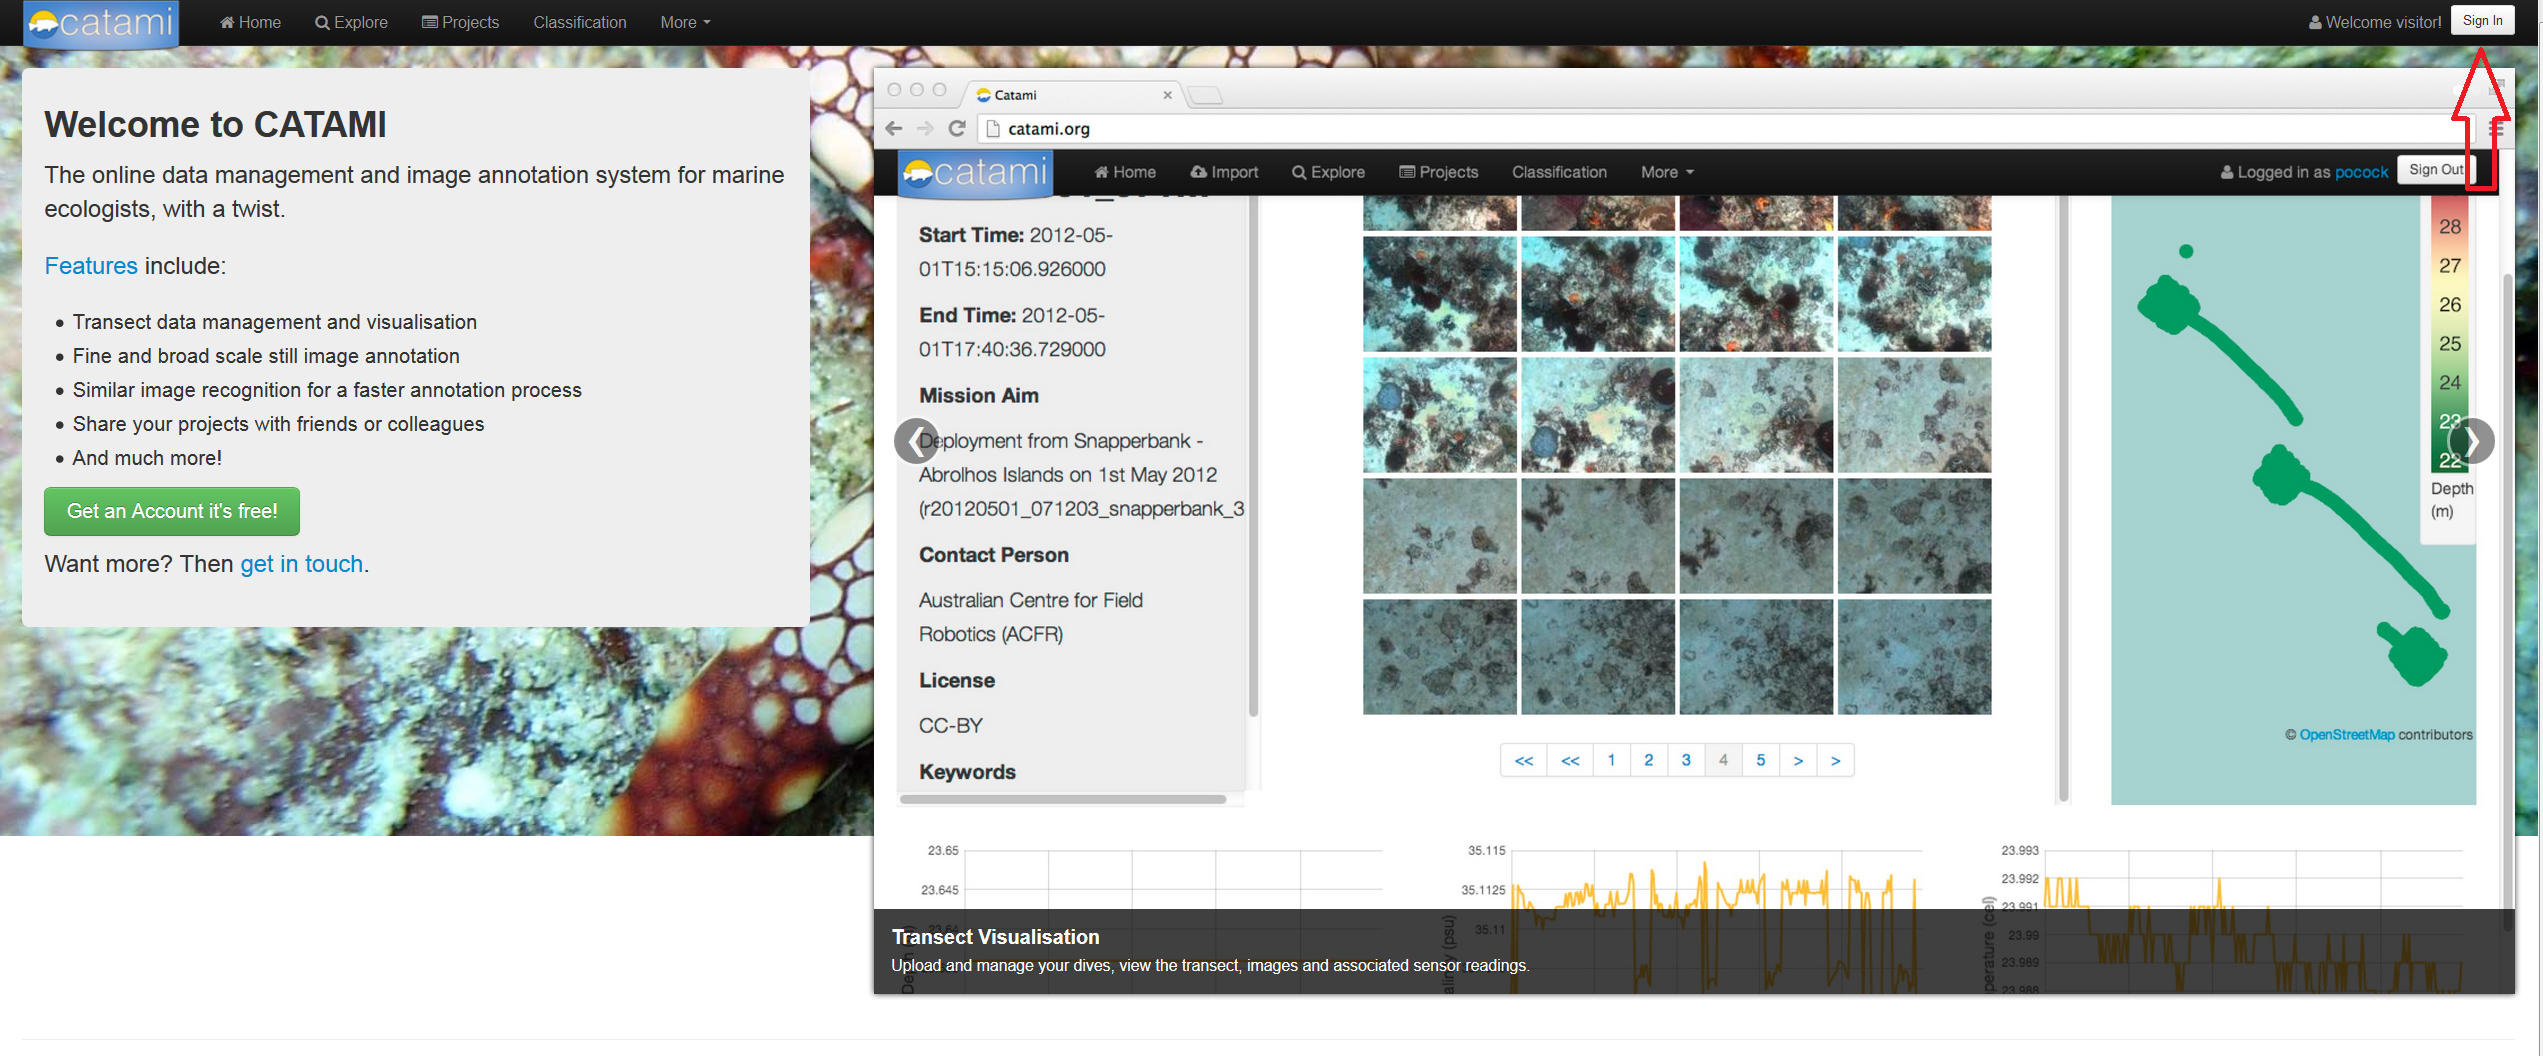 catami
Home
Explore
Projects
Classification
More
Welcome visitor!
Sign In
Welcome to CATAMI
The online data management and image annotation system for marine
ecologists, with a twist.
Features include:
Transect data management and visualisation
Fine and broad scale still image annotation
Similar image recognition for a faster annotation process
Share your projects with friends or colleagues
And much more!
Get an Account it's free!
Want more? Then get in touch.
Catami
catami.org
catami
Home
Import
Explore
Projects
Classification
More
Logged in as pocock
Sign Out
Start Time: 2012-05-
01T15:15:06.926000
End Time: 2012-05-
01T17:40:36.729000
Mission Aim
Deployment from Snapperbank -
Abrolhos Islands on 1st May 2012
(r20120501_071203_snapperbank_3
Contact Person
Australian Centre for Field
Robotics (ACFR)
License
CC-BY
Keywords
<< << 1 2 3 4 5 > >
28
27
26
25
24
23
22
Depth
(m)
© OpenStreetMap contributors
23.65
23.645
23.64
35.115
35.1125
35.11
23.993
23.992
23.991
23.99
23.989
23.988
Transect Visualisation
Upload and manage your dives, view the transect, images and associated sensor readings.